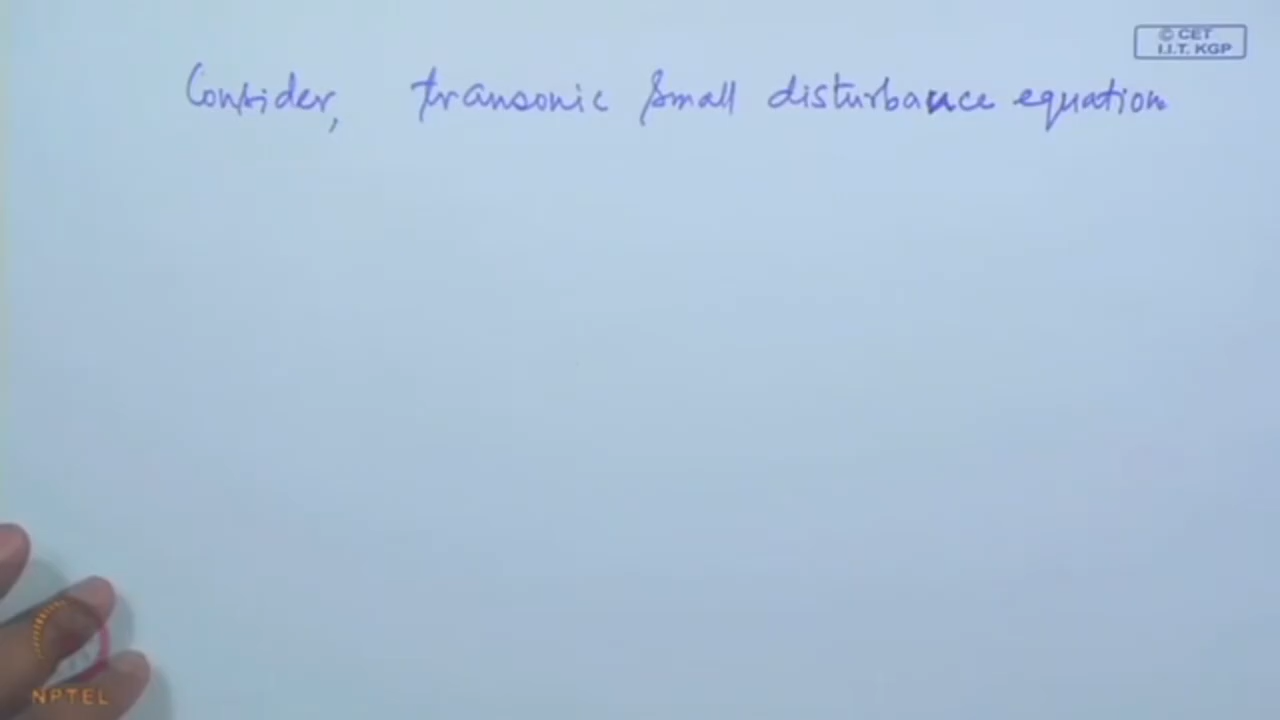 © CET
I.I.T. KGP
Consider, transonic small disturbance equation
NPTEL